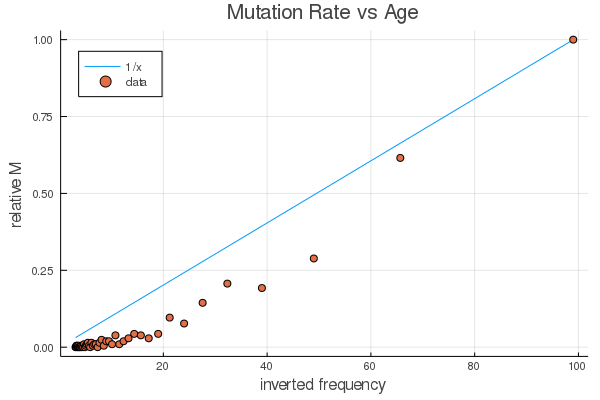 Mutation Rate vs Age
1.00
0.75
0.50
0.25
0.00
relative M
1/x
data
20
40
60
80
100
inverted frequency